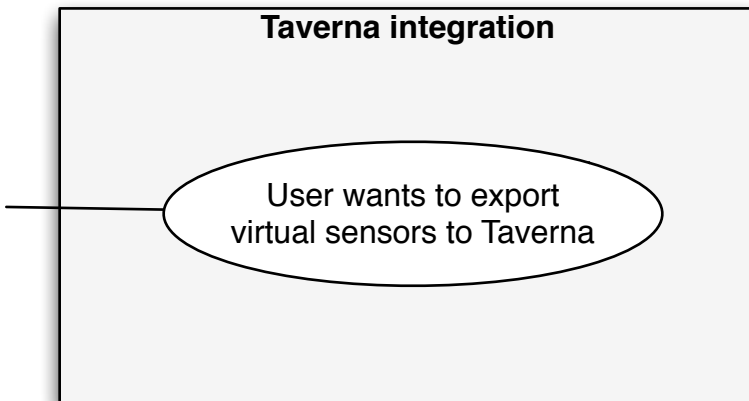 Taverna integration
User wants to export
virtual sensors to Taverna